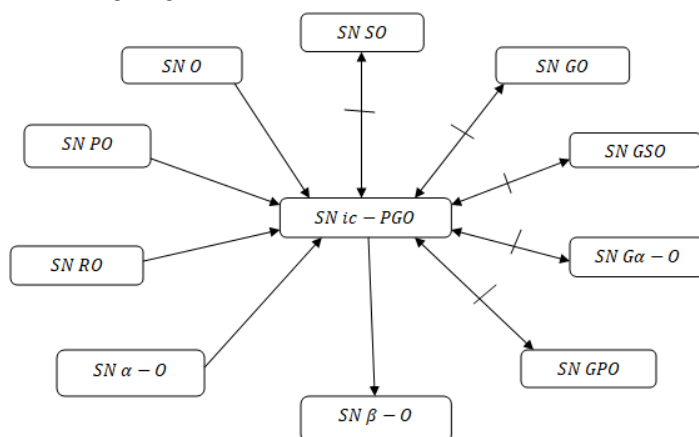 SN SO
SN O
SN GO
SN PO
SN GSO
SN ic − PGO
SN RO
SN Gα − O
SN α − O
SN GPO
SN β − O